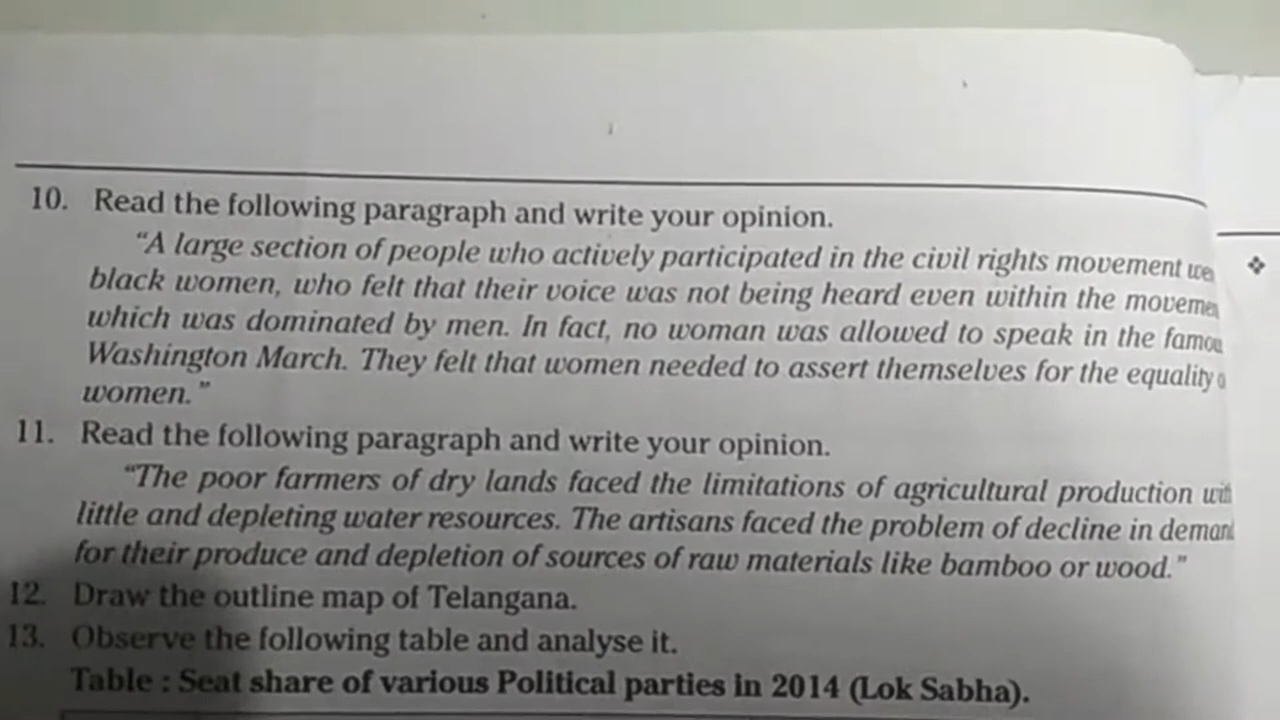 10. Read the following paragraph and write your opinion.
"A large section of people who actively participated in the civil rights movement
black women, who felt that their voice was not being heard even within the
which was dominated by men. In fact, no woman was allowed to speak in the
Washington March. They felt that women needed to assert themselves for the equality
women."
11. Read the following paragraph and write your opinion.
"The poor farmers of dry lands faced the limitations of agricultural production
little and depleting water resources. The artisans faced the problem of decline in
for their produce and depletion of sources of raw materials like bamboo or wood."
12. Draw the outline map of Telangana.
13. Observe the following table and analyse it.
Table : Seat share of various Political parties in 2014 (Lok Sabha).